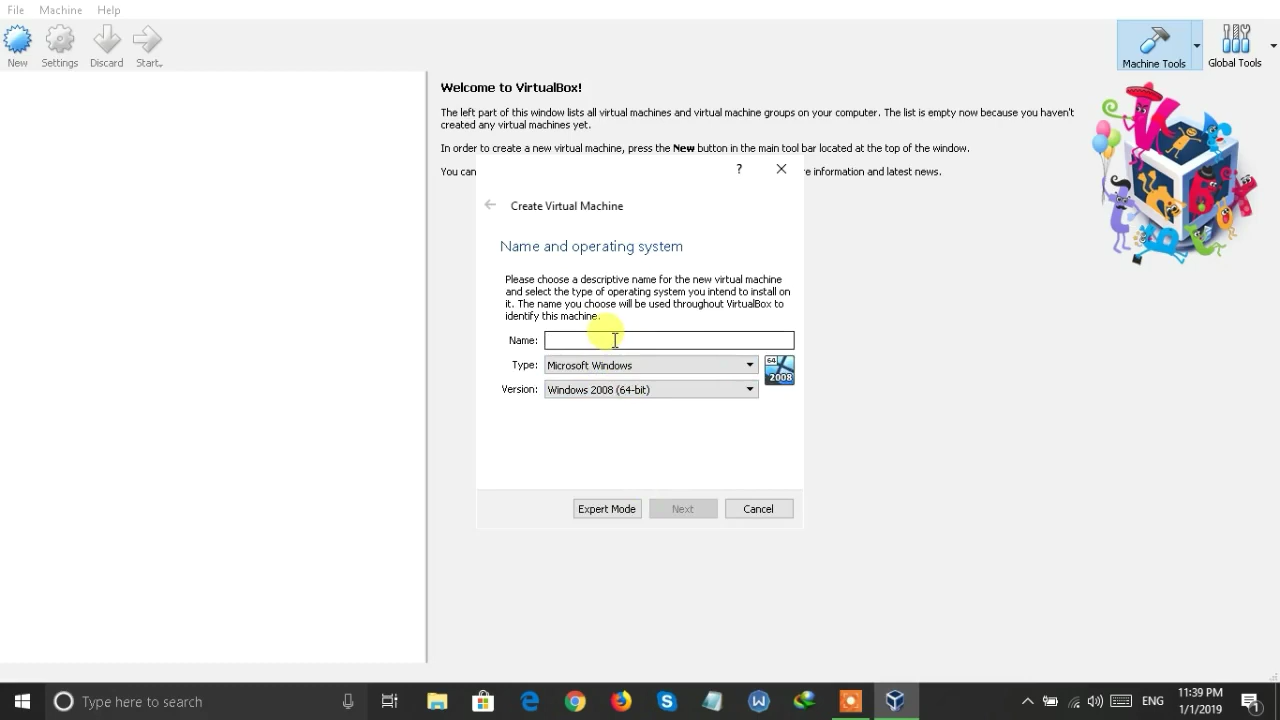 File Machine Help
New Settings Discard Start
Machine Tools Global Tools
Welcome to VirtualBox!
The left part of this window lists all virtual machines and virtual machine groups on your computer. The list is empty now because you haven't
created any virtual machines yet.
In order to create a new virtual machine, press the New button in the main tool bar located at the top of the window.
You can
re information and latest news.
?
Create Virtual Machine
Name and operating system
Please choose a descriptive name for the new virtual machine
and select the type of operating system you intend to install on
it. The name you choose will be used throughout VirtualBox to
identify this machine.
Name:
Type: Microsoft Windows
64
2008
Version: Windows 2008 (64-bit)
Expert Mode Next Cancel
Type here to search
ENG
11:39 PM
1/1/2019
1